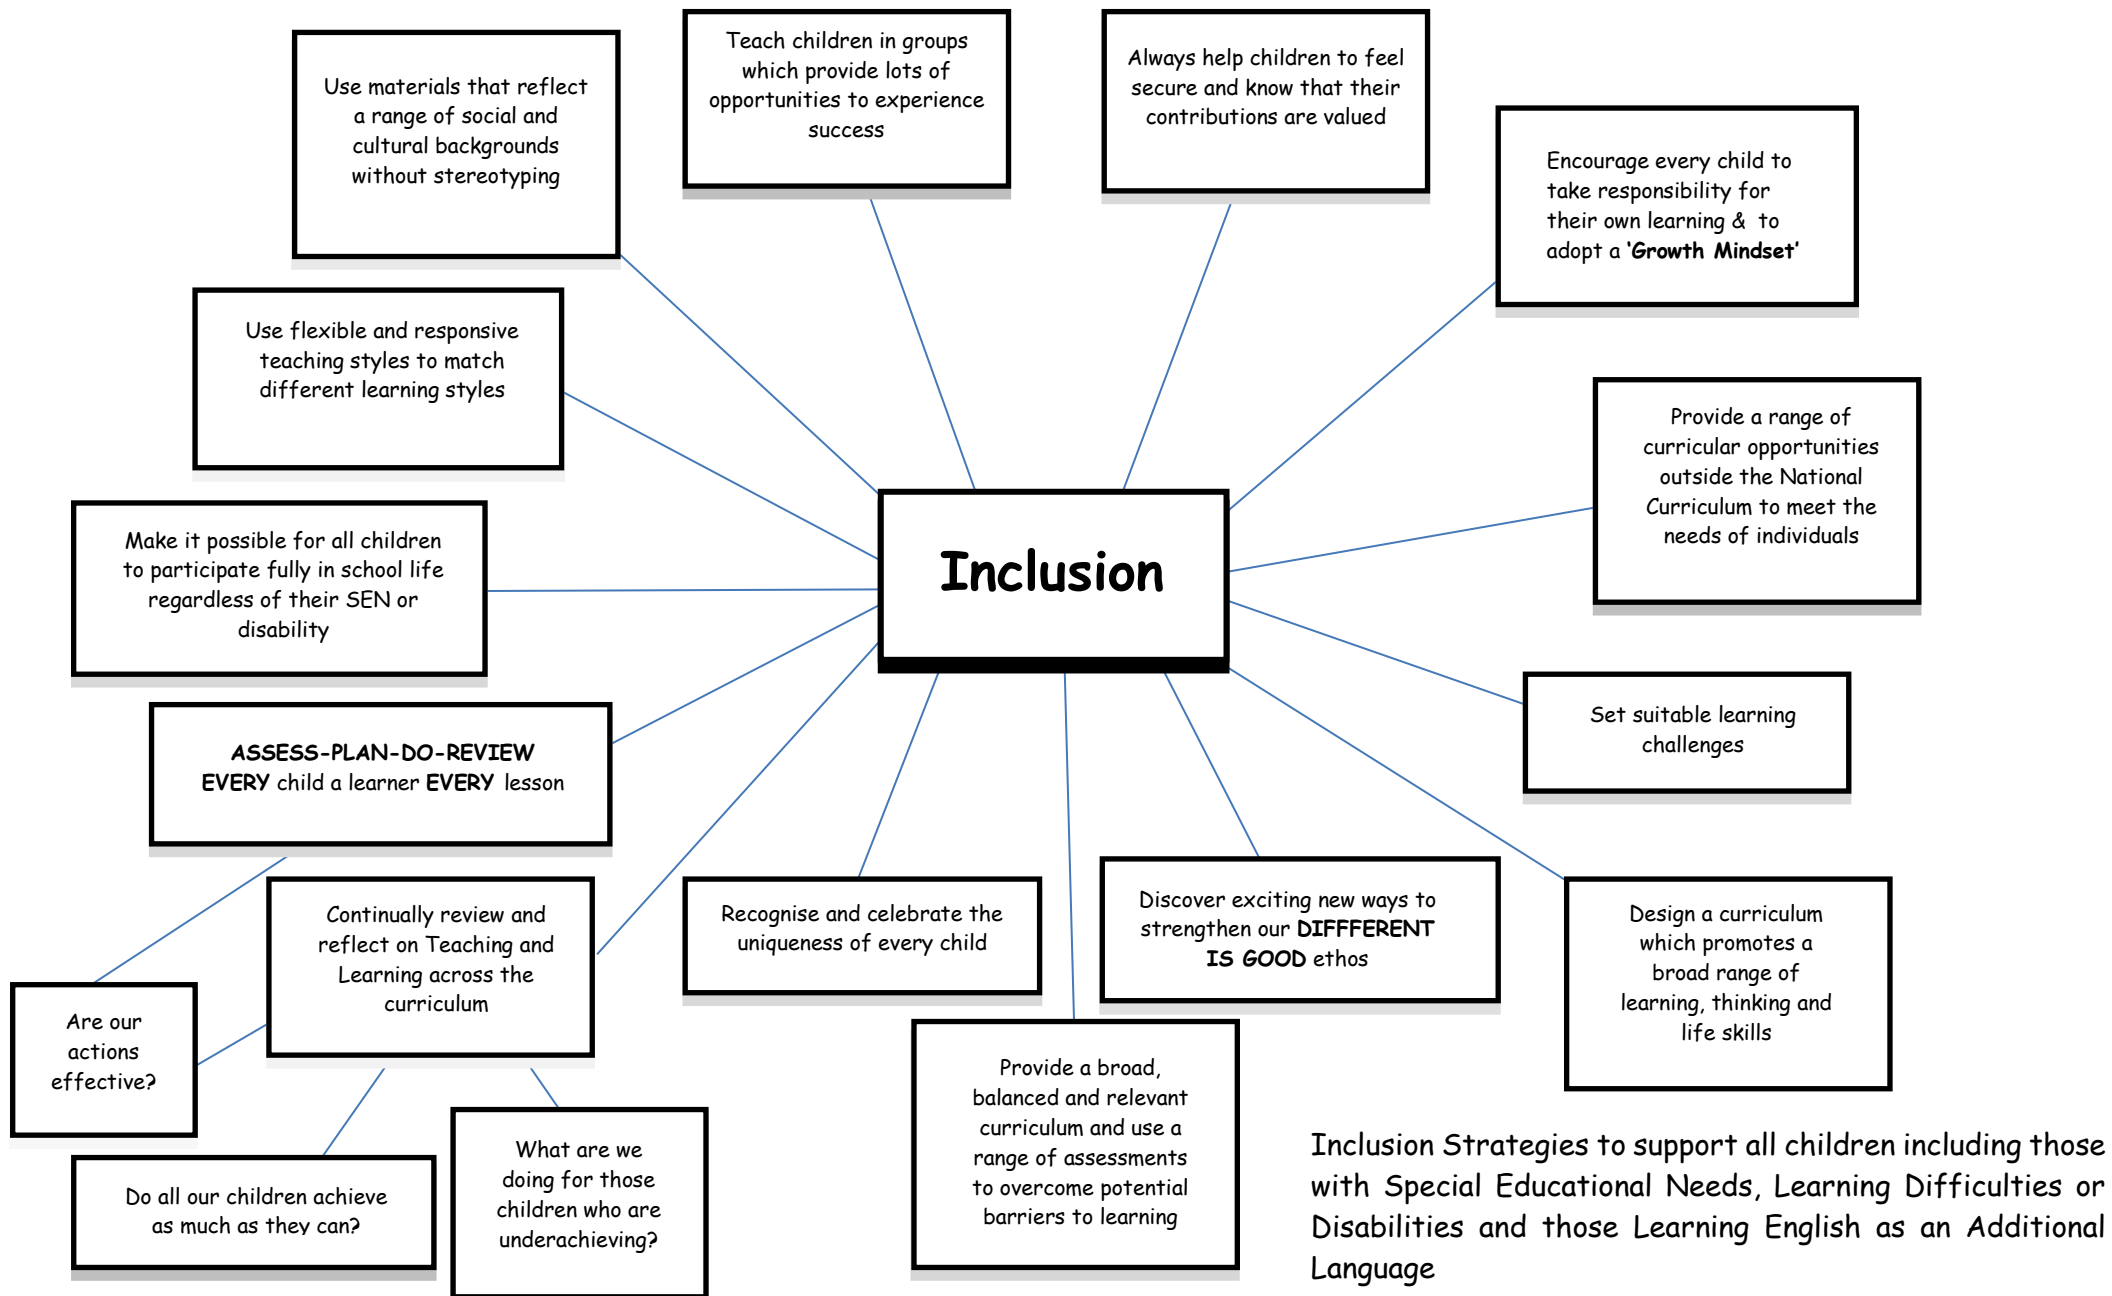 Teach children in groups
which provide lots of
opportunities to experience
success
Always help children to feel
secure and know that their
contributions are valued
Use materials that reflect
a range of social and
cultural backgrounds
without stereotyping
Encourage every child to
take responsibility for
their own learning & to
adopt a ‘Growth Mindset’
Use flexible and responsive
teaching styles to match
different learning styles
Provide a range of
curricular opportunities
outside the National
Curriculum to meet the
needs of individuals
Inclusion
Make it possible for all children
to participate fully in school life
regardless of their SEN or
disability
Set suitable learning
challenges
ASSESS-PLAN-DO-REVIEW
EVERY child a learner EVERY lesson
Continually review and
reflect on Teaching and
Learning across the
curriculum
Recognise and celebrate the
uniqueness of every child
Discover exciting new ways to
strengthen our DIFFFERENT
IS GOOD ethos
Design a curriculum
which promotes a
broad range of
learning, thinking and
life skills
Are our
actions
effective?
Provide a broad,
balanced and relevant
curriculum and use a
range of assessments
to overcome potential
barriers to learning
What are we
doing for those
children who are
underachieving?
Do all our children achieve
as much as they can?
Inclusion Strategies to support all children including those
with Special Educational Needs, Learning Difficulties or
Disabilities and those Learning English as an Additional
Language